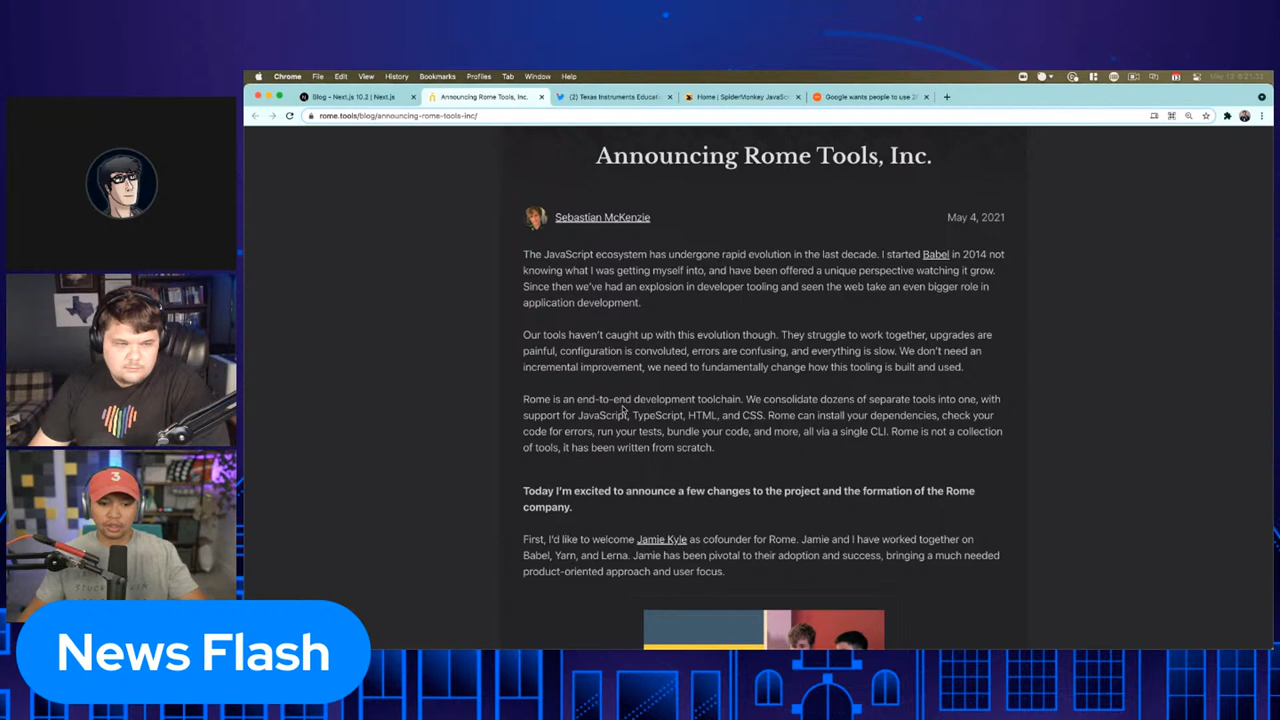 Chrome File Edit View History Bookmarks Profiles Tab Window Help
Blog - Next.js 10.2 | Next.js
Announcing Rome Tools, Inc.
(2) Texas Instruments Educati
Home | SpiderMonkey JavaScr
Google wants people to use 2F
rome.tools/blog/announcing-rome-tools-inc/
Announcing Rome Tools, Inc.
Sebastian McKenzie
May 4, 2021
The JavaScript ecosystem has undergone rapid evolution in the last decade. I started Babel in 2014 not
knowing what I was getting myself into, and have been offered a unique perspective watching it grow.
Since then we've had an explosion in developer tooling and seen the web take an even bigger role in
application development.
Our tools haven't caught up with this evolution though. They struggle to work together, upgrades are
painful, configuration is convoluted, errors are confusing, and everything is slow. We don't need an
incremental improvement, we need to fundamentally change how this tooling is built and used.
Rome is an end-to-end development toolchain. We consolidate dozens of separate tools into one, with
support for JavaScript, TypeScript, HTML, and CSS. Rome can install your dependencies, check your
code for errors, run your tests, bundle your code, and more, all via a single CLI. Rome is not a collection
of tools, it has been written from scratch.
Today I'm excited to announce a few changes to the project and the formation of the Rome
company.
First, I'd like to welcome Jamie Kyle as cofounder for Rome. Jamie and I have worked together on
Babel, Yarn, and Lerna. Jamie has been pivotal to their adoption and success, bringing a much needed
product-oriented approach and user focus.
3
News Flash